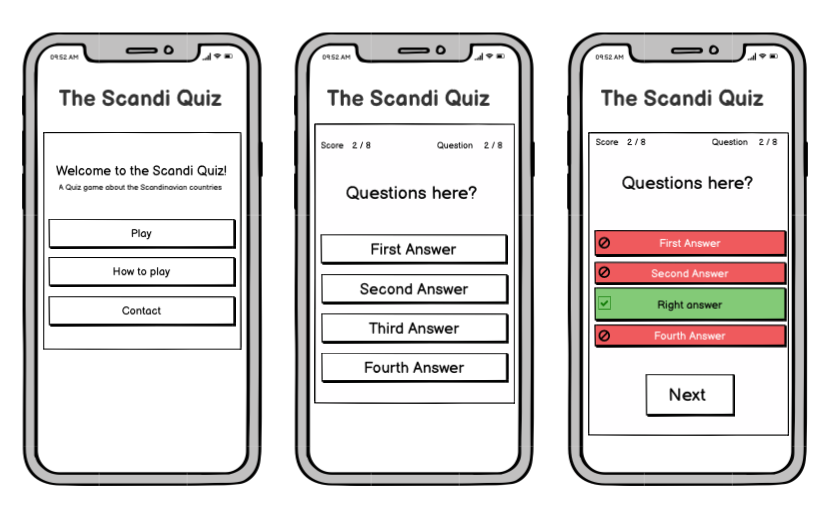 09:52 AM
The Scandi Quiz
Welcome to the Scandi Quiz!
A Quiz game about the Scandinavian countries
Play
How to play
Contact
09:52 AM
The Scandi Quiz
Score 2 / 8 Question 2 / 8
Questions here?
First Answer
Second Answer
Third Answer
Fourth Answer
09:52 AM
The Scandi Quiz
Score 2 / 8 Question 2 / 8
Questions here?
First Answer
Second Answer
Right answer
Fourth Answer
Next